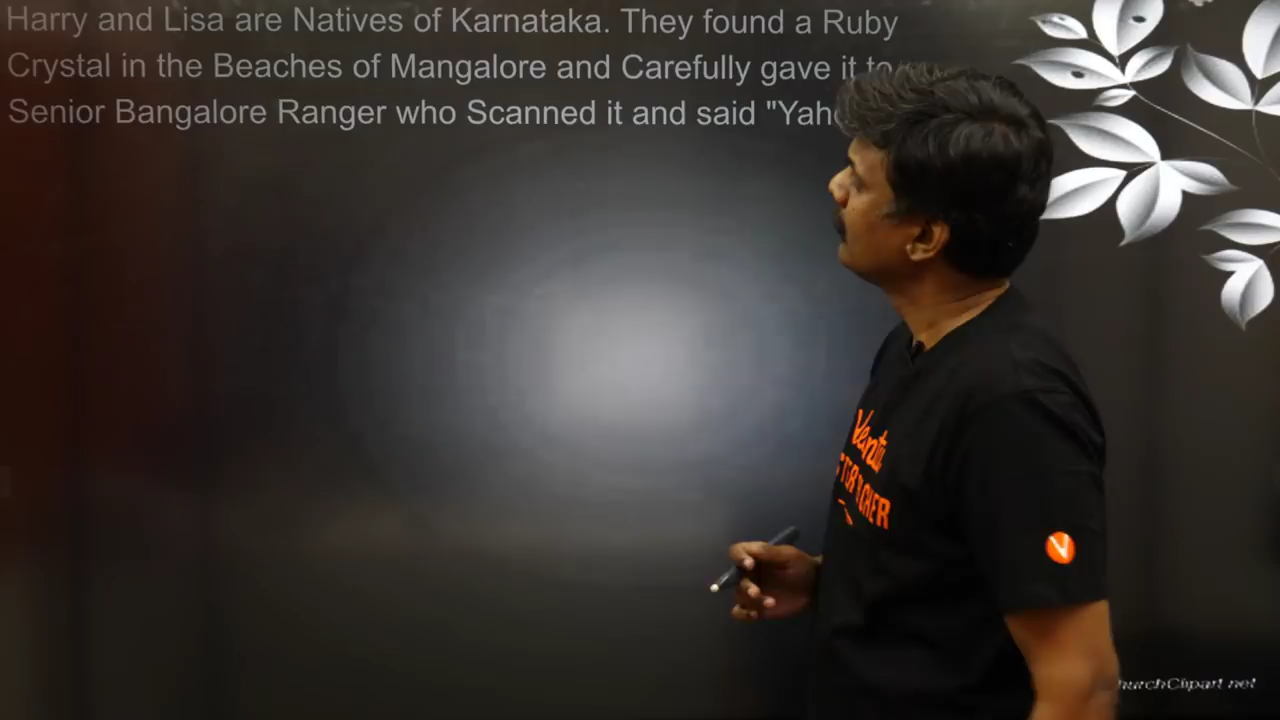 Harry and Lisa are Natives of Karnataka. They found a Ruby
Crystal in the Beaches of Mangalore and Carefully gave it to
Senior Bangalore Ranger who Scanned it and said
V